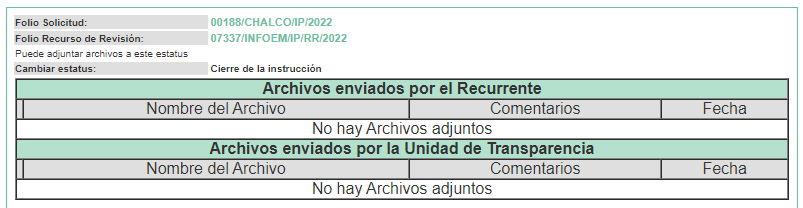 Folio Solicitud: 00188/CHALCO/IP/2022
Folio Recurso de Revisión: 07337/INFOEM/IP/RR/2022
Puede adjuntar archivos a este estatus
Cambiar estatus: Cierre de la instrucción
Archivos enviados por el Recurrente
Nombre del Archivo Comentarios Fecha
No hay Archivos adjuntos
Archivos enviados por la Unidad de Transparencia
Nombre del Archivo Comentarios Fecha
No hay Archivos adjuntos